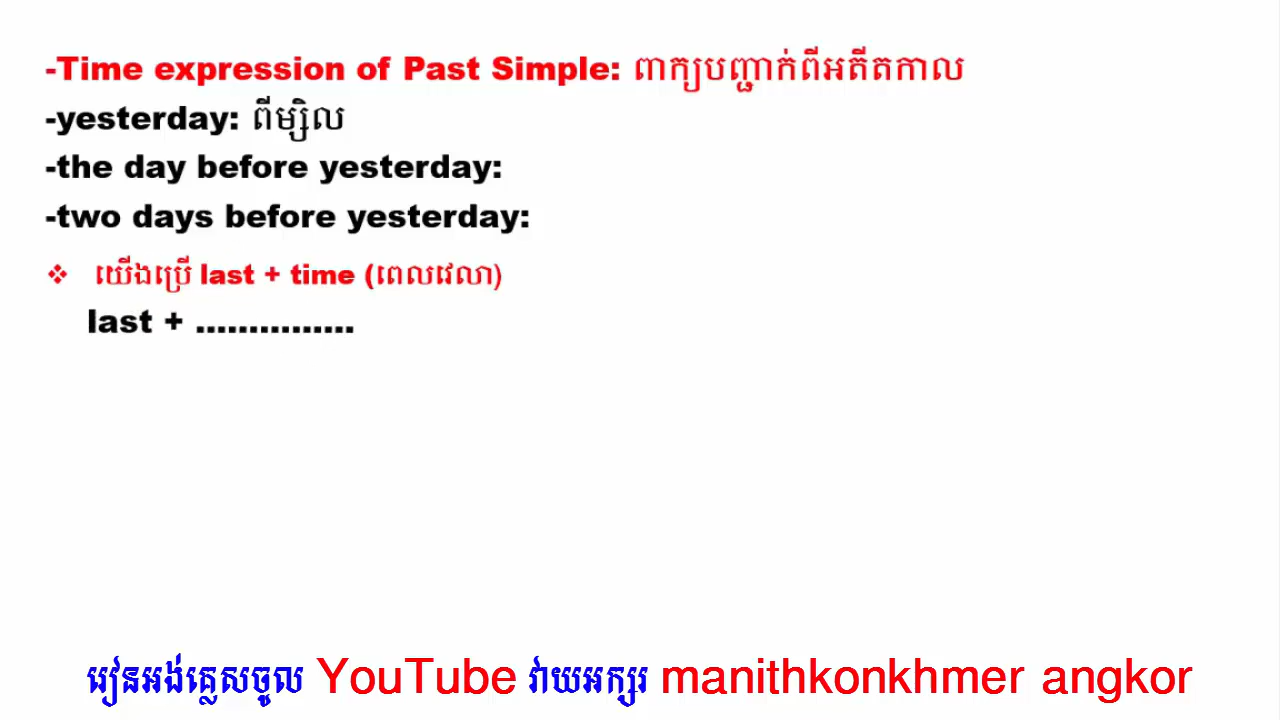 -Time expression of Past Simple: ពាក្យបញ្ជាក់ពីអតីតកាល
-yesterday: ពីម្សិល
-the day before yesterday:
-two days before yesterday:
❖ យើងប្រើ last + time (ពេលវេលា)
last + ...............
រៀនអង់គ្លេសចូល YouTube វាយអក្សរ manithkonkhmer angkor